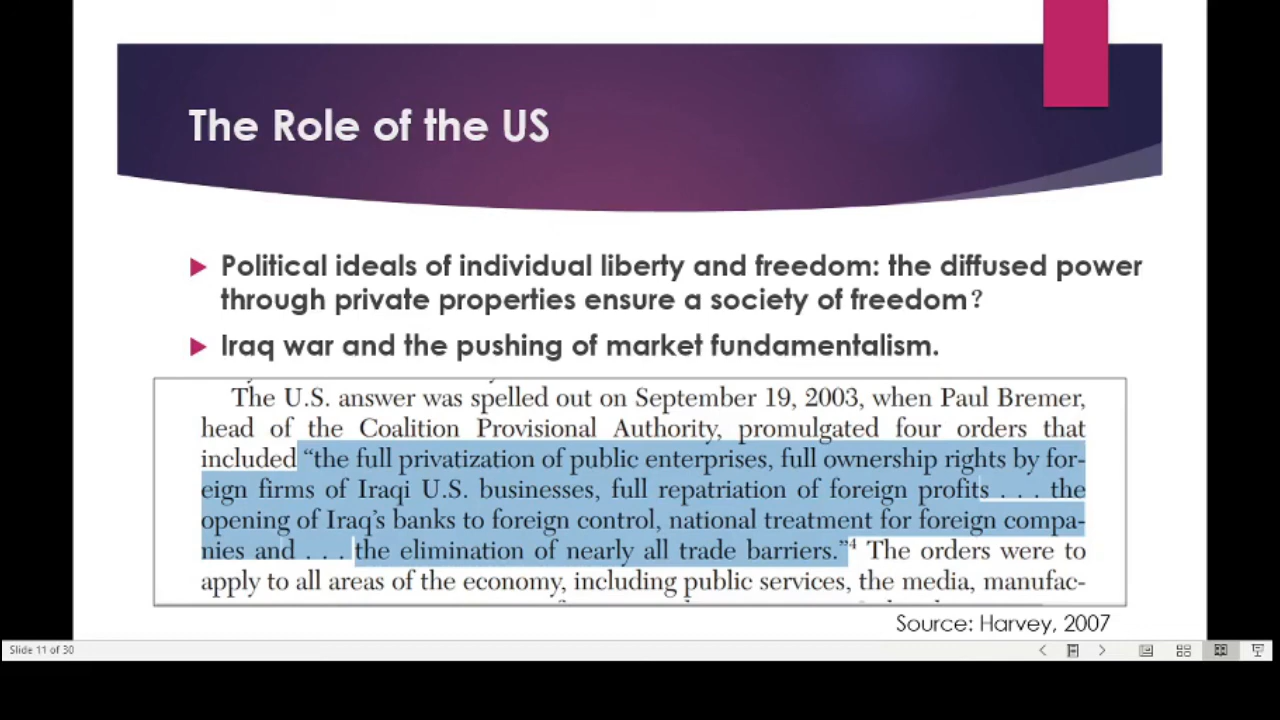 The Role of the US
Political ideals of individual liberty and freedom: the diffused power
through private properties ensure a society of freedom?
Iraq war and the pushing of market fundamentalism.
The U.S. answer was spelled out on September 19, 2003, when Paul Bremer,
head of the Coalition Provisional Authority, promulgated four orders that
included “the full privatization of public enterprises, full ownership rights by for-
eign firms of Iraqi U.S. businesses, full repatriation of foreign profits . . . the
opening of Iraq’s banks to foreign control, national treatment for foreign compa-
nies and . . . the elimination of nearly all trade barriers.”4 The orders were to
apply to all areas of the economy, including public services, the media, manufac-
Source: Harvey, 2007
Slide 11 of 30